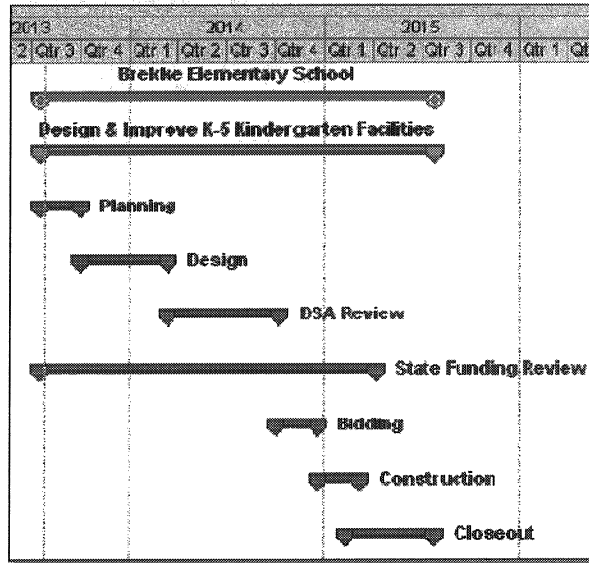 2013 2014 2015
2 Qtr 3 Qtr 4 Qtr 1 Qtr 2 Qtr 3 Qtr 4 Qtr 1 Qtr 2 Qtr 3 Qtr 4 Qtr 1 Qt
Brekke Elementary School
Design & Improve K-5 Kindergarten Facilities
Planning
Design
DSA Review
State Funding Review
Bidding
Construction
Closeout